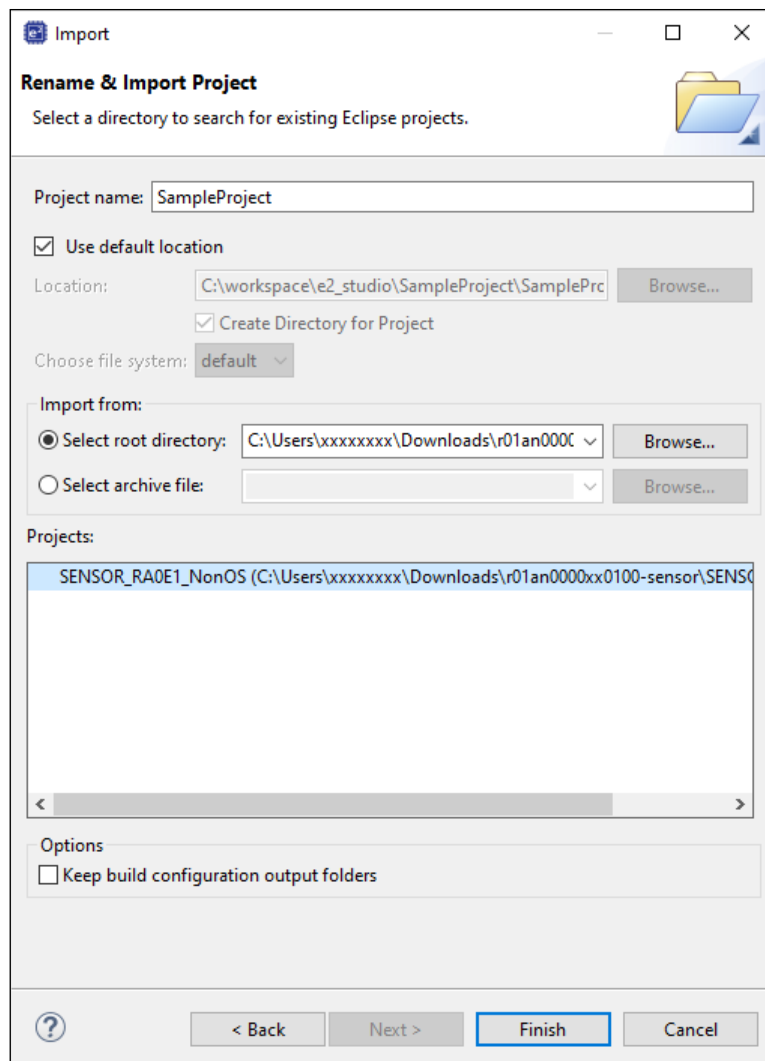 Import
Rename & Import Project
Select a directory to search for existing Eclipse projects.
Project name: SampleProject
Use default location
Location: C:\workspace\e2_studio\SampleProject\SamplePrc Browse...
Create Directory for Project
Choose file system: default
Import from:
Select root directory: C:\Users\xxxxxxxx\Downloads\r01an000( Browse...
Select archive file: Browse...
Projects:
SENSOR_RA0E1_NonOS (C:\Users\xxxxxxxx\Downloads\r01an0000xx0100-sensor\SENSO
Options
Keep build configuration output folders
< Back Next > Finish Cancel